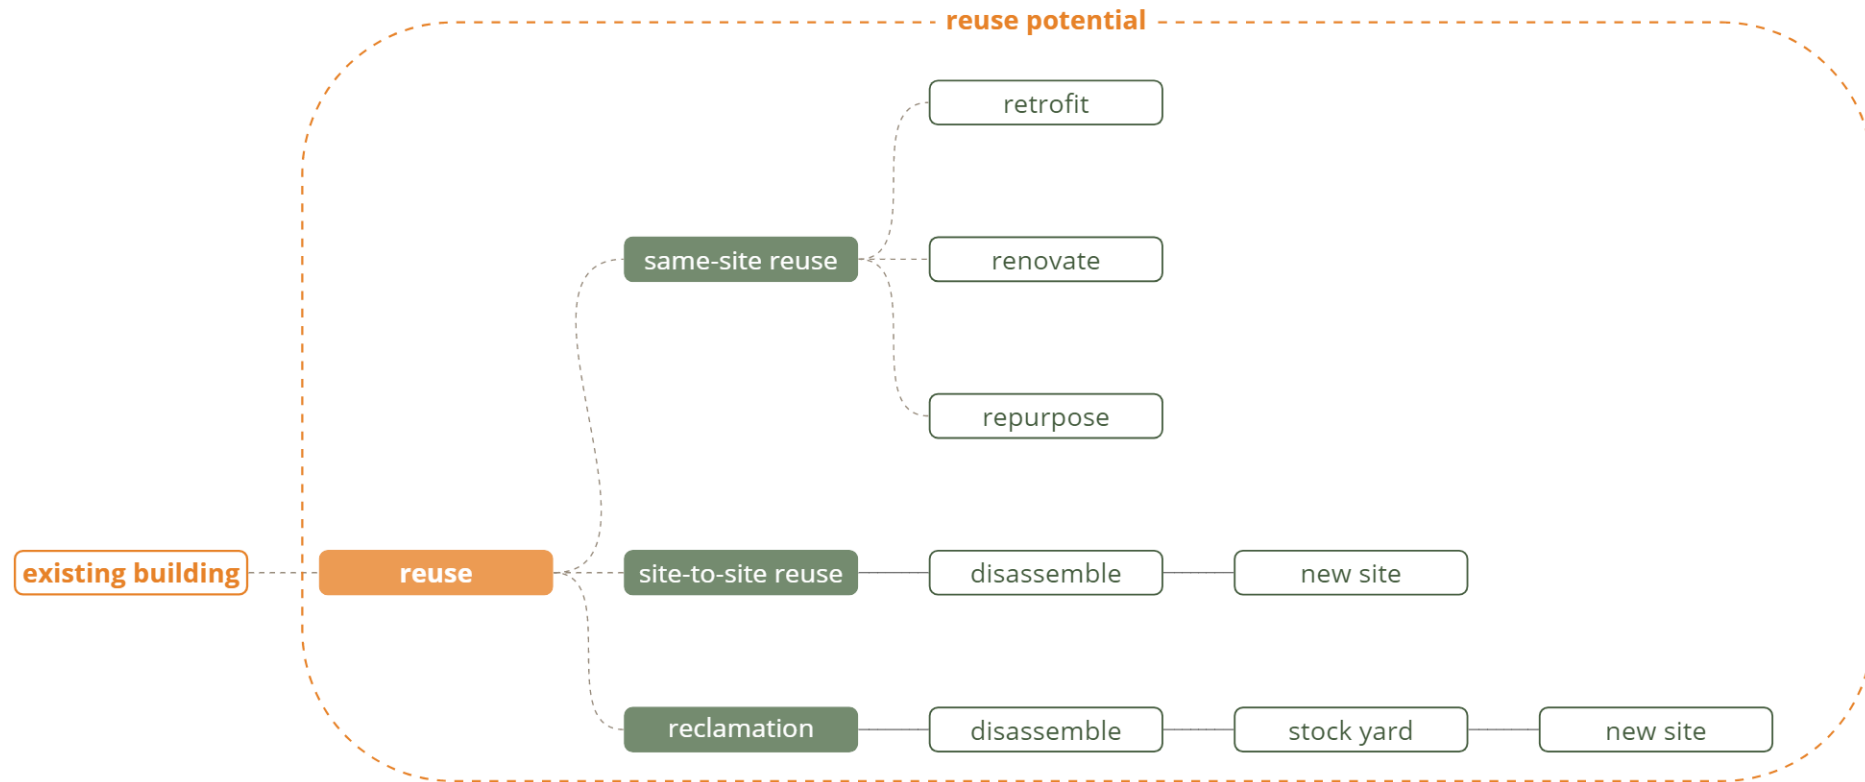 reuse potential
retrofit
same-site reuse
renovate
repurpose
existing building
reuse
site-to-site reuse
disassemble
new site
reclamation
disassemble
stock yard
new site